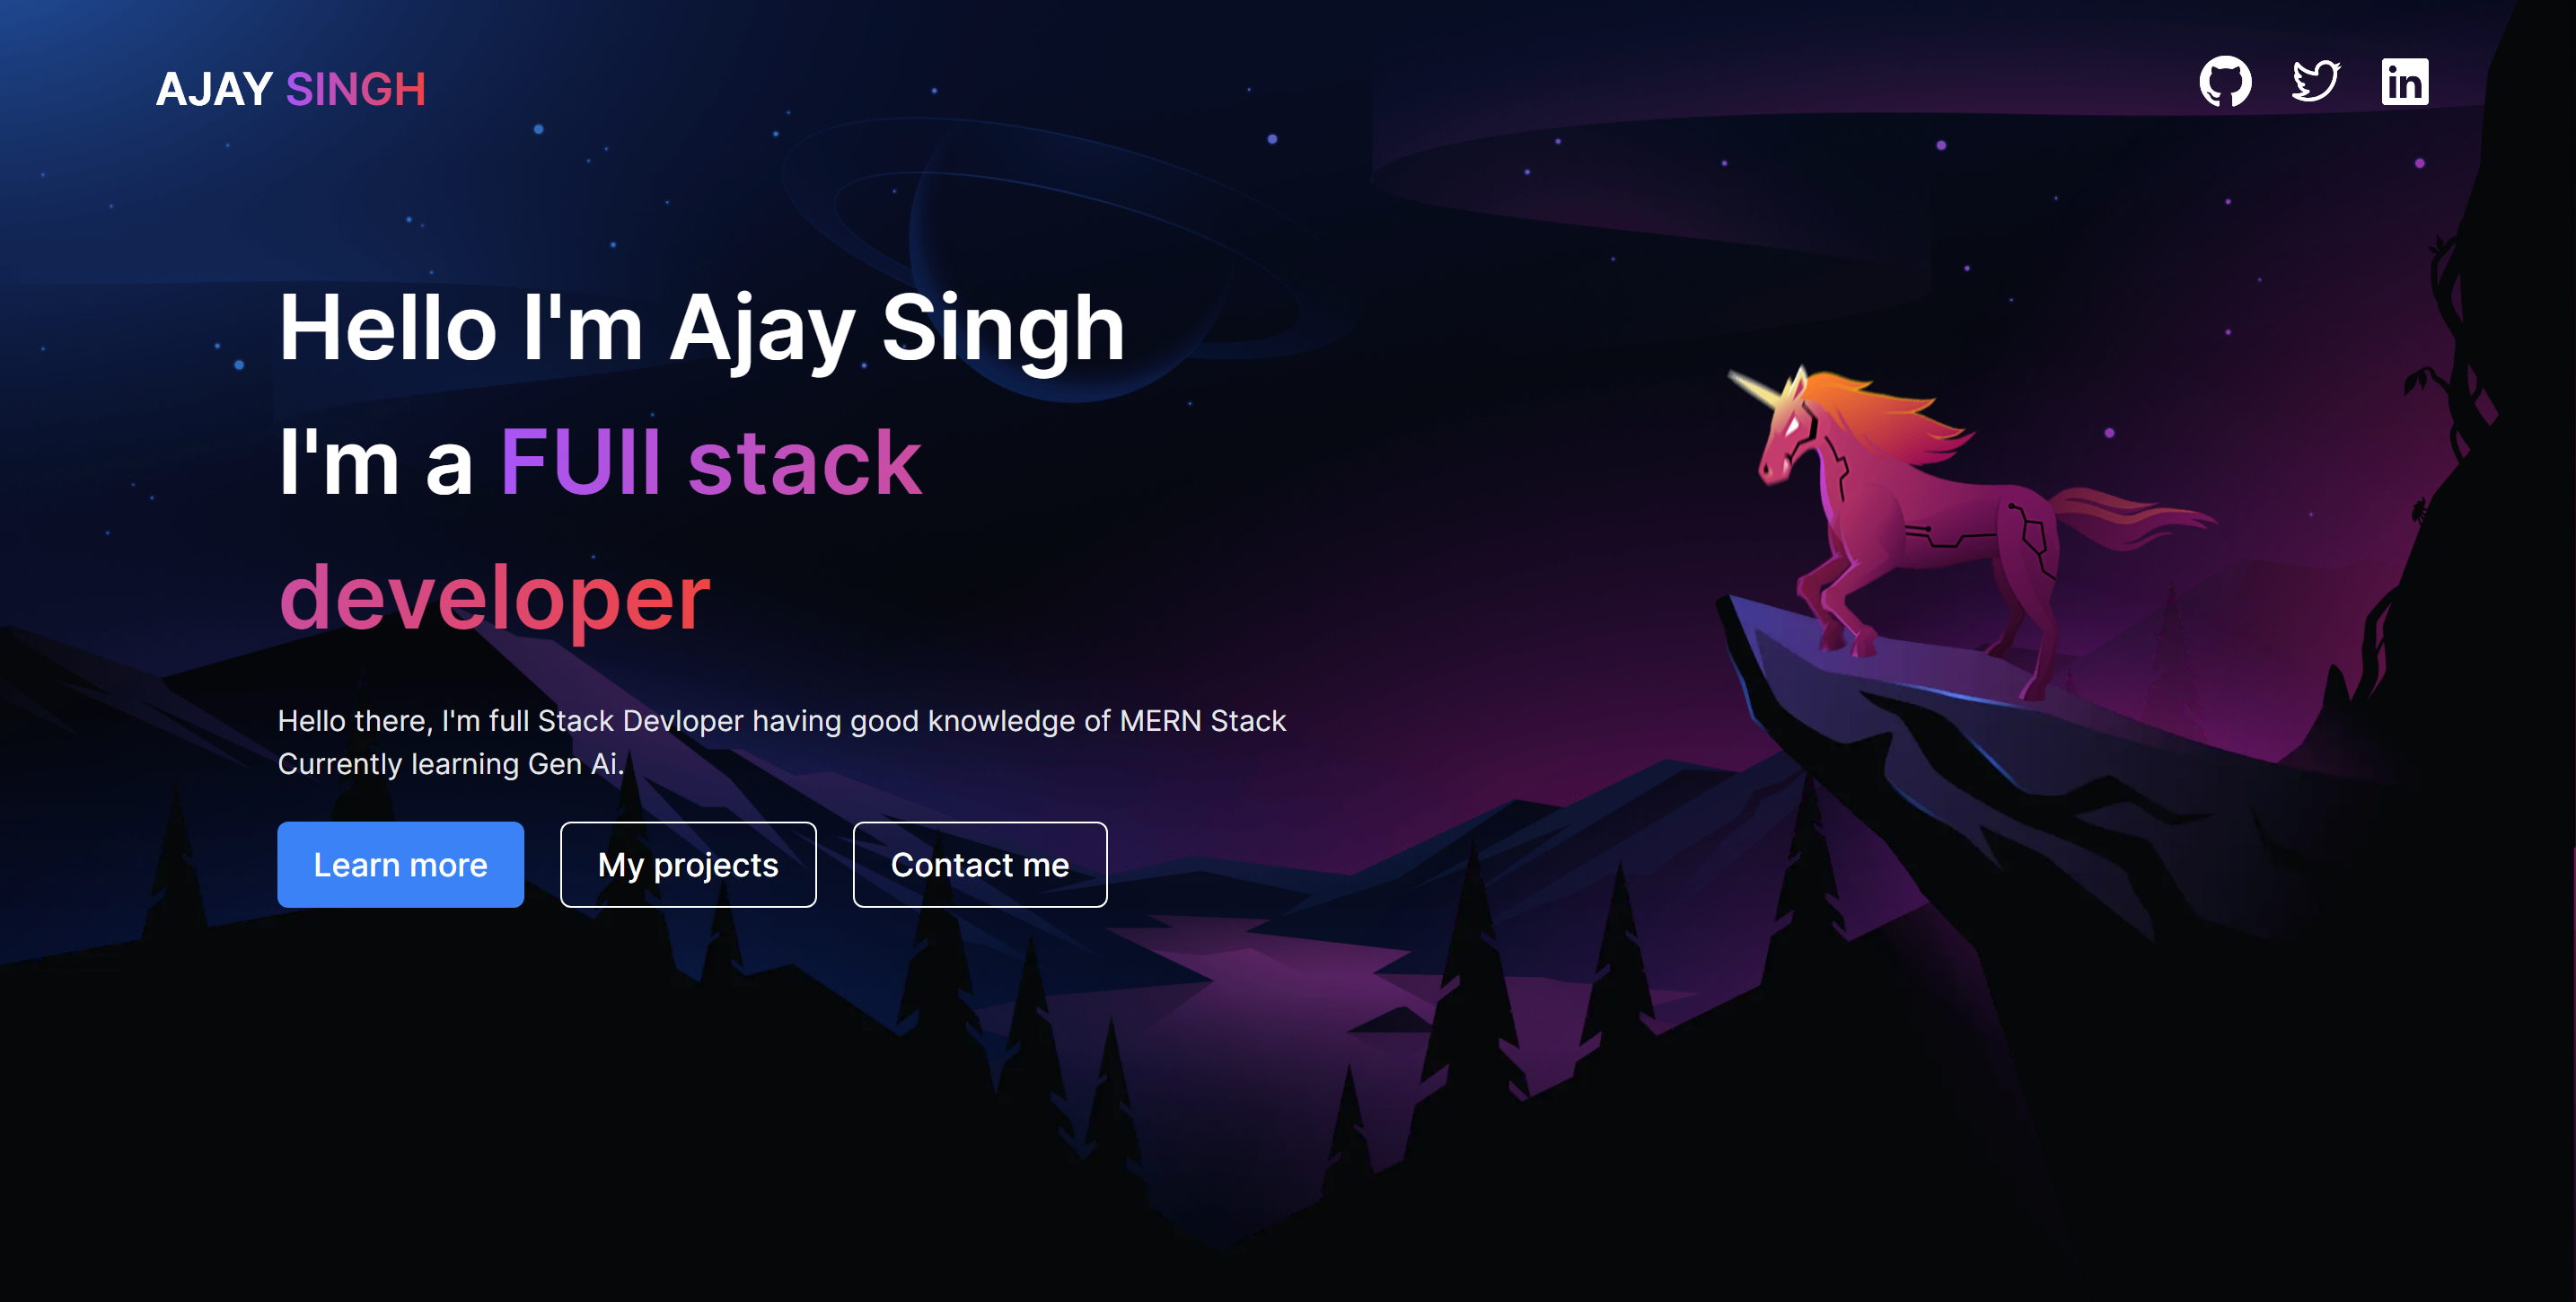 AJAY SINGH
Hello I'm Ajay Singh
I'm a FUll stack
developer
Hello there, I'm full Stack Devloper having good knowledge of MERN Stack
Currently learning Gen Ai.
Learn more
My projects
Contact me